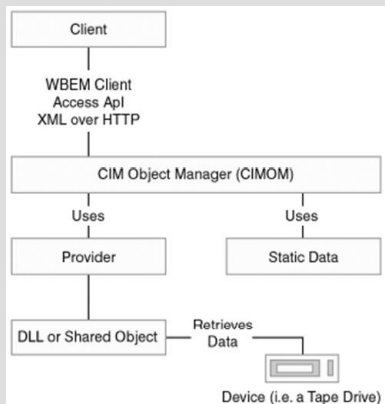 Client
WBEM Client
Access ApI
XML over HTTP
CIM Object Manager (CIMOM)
Uses
Uses
Provider
Static Data
DLL or Shared Object
Retrieves
Data
Device (i.e. a Tape Drive)